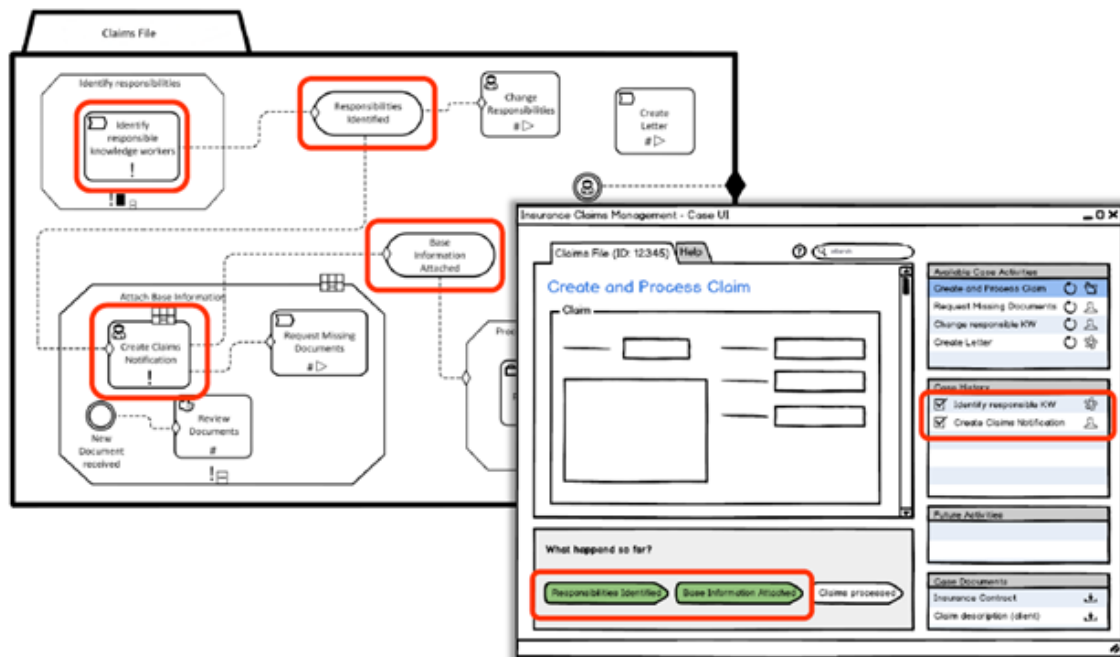 Claims File
Identify responsibilities
Identify
responsible
knowledge workers
!
Responsibilities
Identified
Change
Responsibilities
#
Create
Letter
#
Base
Information
Attached
Attach Base Information
Create Claims
Notification
!
Request Missing
Documents
#
New
Document
received
Review
Documents
#
!
Insurance Claims Management - Case UI
Claims File (ID: 12345)
Help
?
search
Create and Process Claim
Claim
What happend so far?
Responsibilities Identified
Base Information Attached
Claims processed
Available Case Activities
Create and Process Claim
Request Missing Documents
Change responsible KW
Create Letter
Case History
Identify responsible KW
Create Claims Notification
Future Activities
Case Documents
Insurance Contract
Claim description (client)